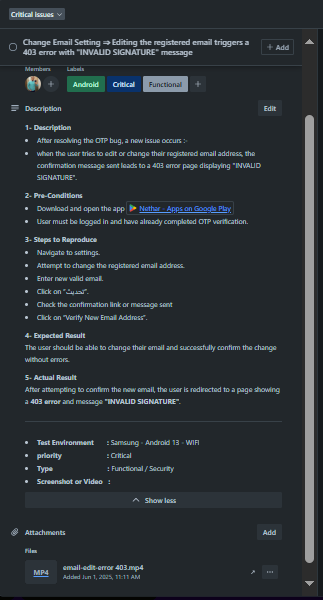 Critical Issues
Change Email Setting ⇒ Editing the registered email triggers a
403 error with "INVALID SIGNATURE" message
Add
Members
Labels
Android
Critical
Functional
Description
Edit
1- Description
After resolving the OTP bug, a new issue occurs :-
when the user tries to edit or change their registered email address, the
confirmation message sent leads to a 403 error page displaying "INVALID
SIGNATURE".
2- Pre-Conditions
Download and open the app Nethar - Apps on Google Play
User must be logged in and have already completed OTP verification.
3- Steps to Reproduce
Navigate to settings.
Attempt to change the registered email address.
Enter new valid email.
Click on "تحديث".
Check the confirmation link or message sent
Click on "Verify New Email Address".
4- Expected Result
The user should be able to change their email and successfully confirm the change
without errors.
5- Actual Result
After attempting to confirm the new email, the user is redirected to a page showing
a 403 error and message "INVALID SIGNATURE".
Test Environment : Samsung - Android 13 - WIFI
priority : Critical
Type : Functional / Security
Screenshot or Video :
Show less
Attachments
Add
Files
MP4
email-edit-error 403.mp4
Added Jun 1, 2025, 11:11 AM